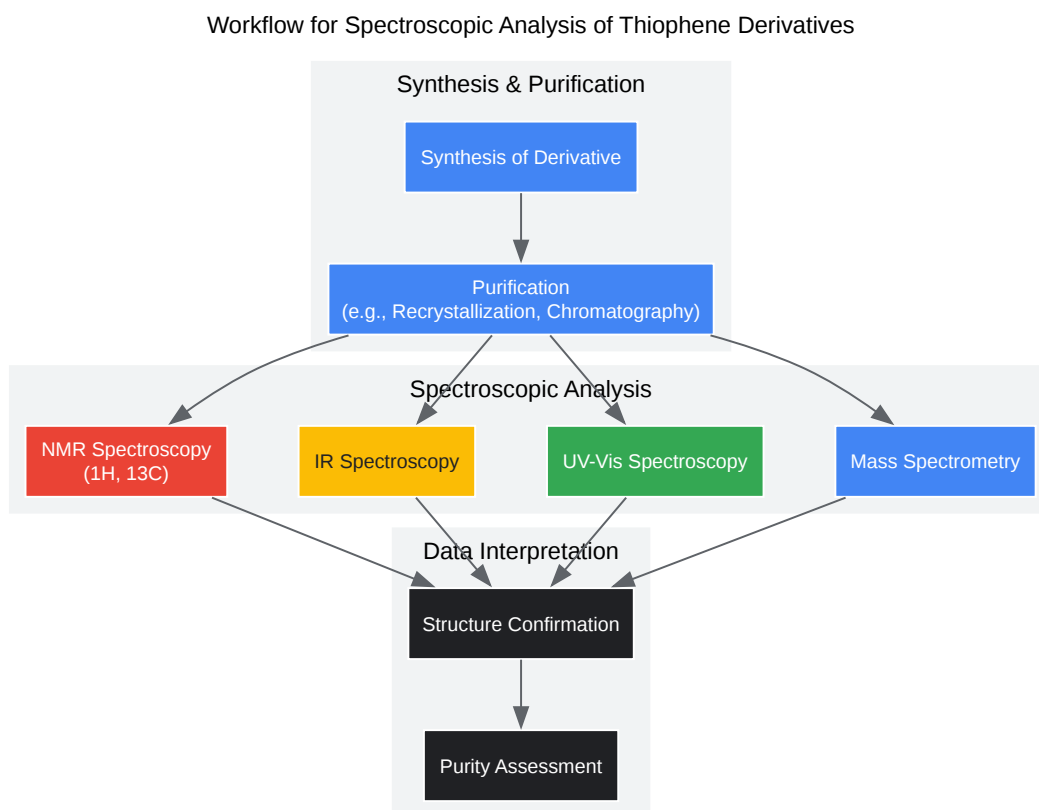 Workflow for Spectroscopic Analysis of Thiophene Derivatives
Synthesis & Purification
Synthesis of Derivative
Purification
(e.g., Recrystallization, Chromatography)
Spectroscopic Analysis
NMR Spectroscopy
(1H, 13C)
IR Spectroscopy
UV-Vis Spectroscopy
Mass Spectrometry
Data Interpretation
Structure Confirmation
Purity Assessment